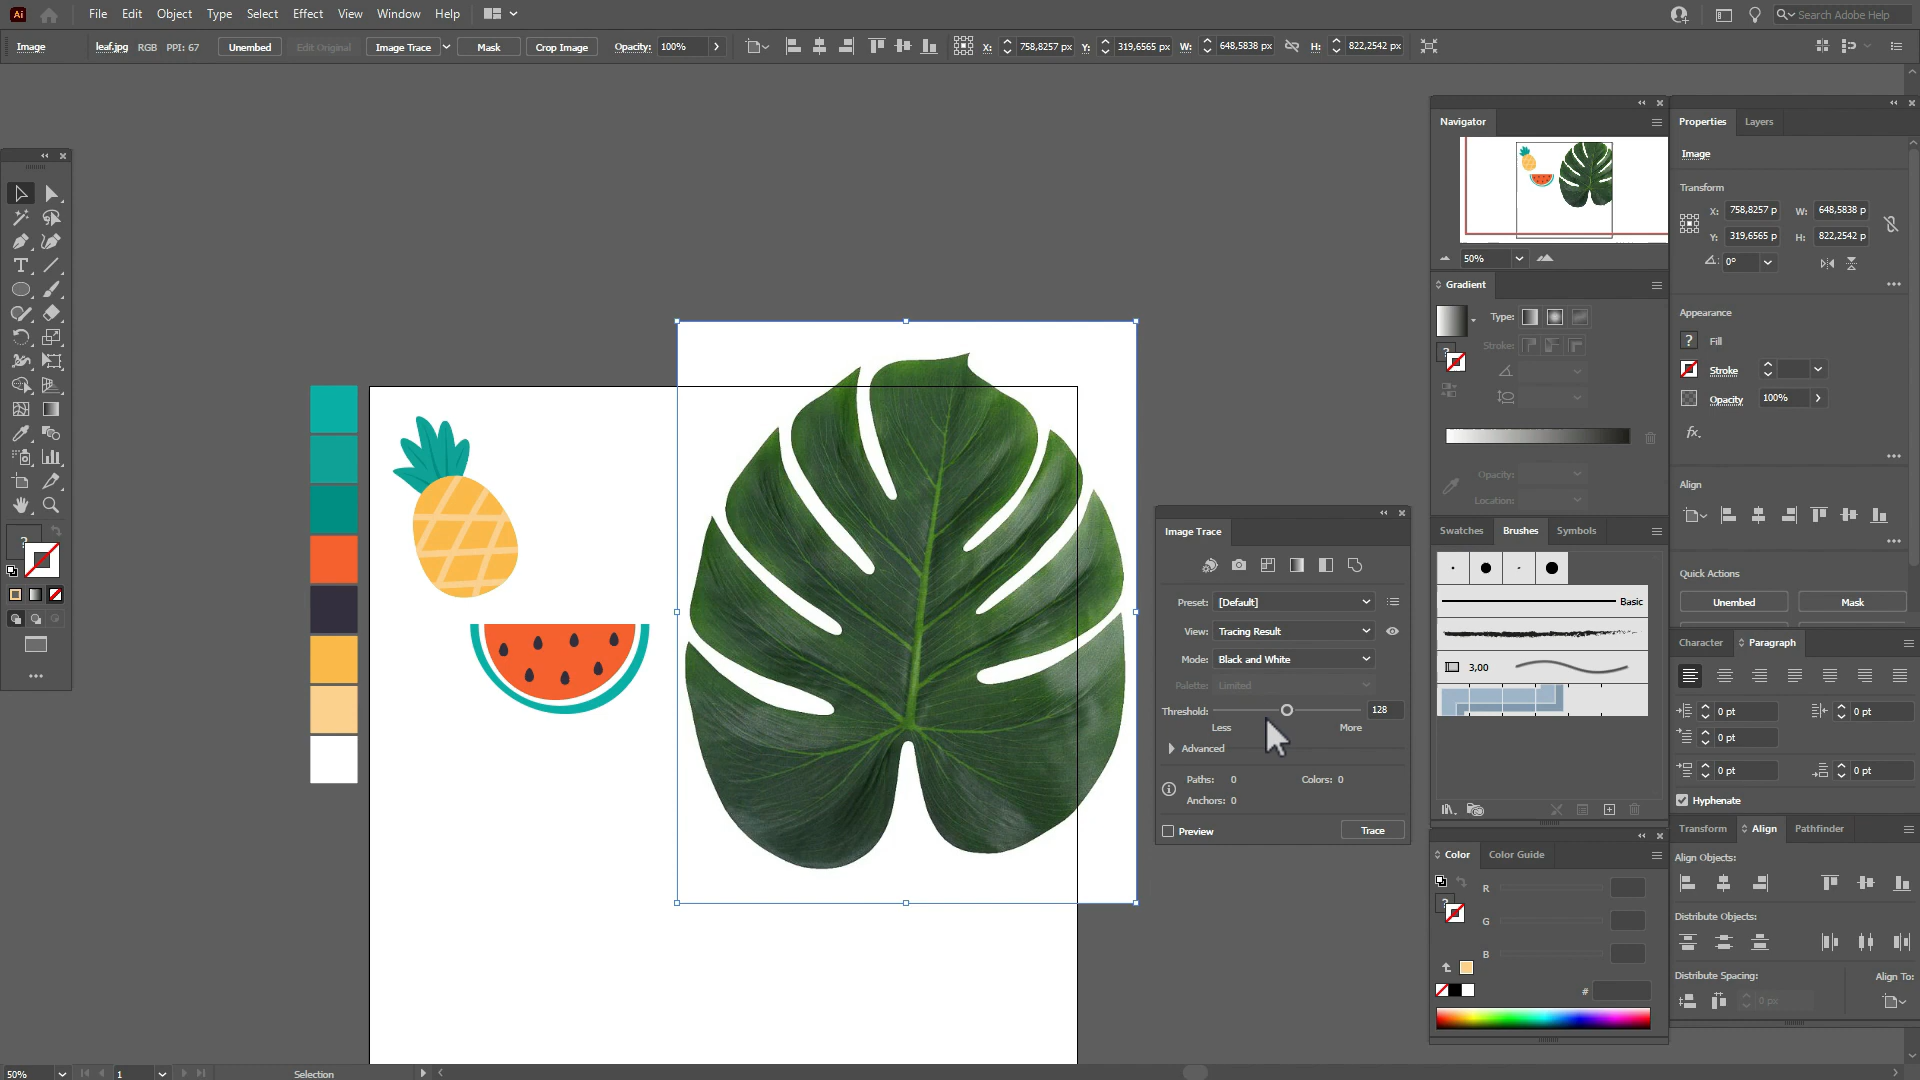 Ai File Edit Object Type Select Effect View Window Help Search Adobe Help
Image leaf.jpg RGB PPI: 67 Unembed Edit Original Image Trace Mask Crop Image Opacity: 100% X: 758,8257 px Y: 319,6565 px W: 648,5838 px H: 822,2542 px
Navigator
50%
Gradient
Type:
Stroke:
Opacity:
Location:
Swatches Brushes Symbols
Basic
3,00
Color Color Guide
R
G
B
#
Properties Layers
Image
Transform
X: 758,8257 p W: 648,5838 p
Y: 319,6565 p H: 822,2542 p
0°
Appearance
? Fill
Stroke
Opacity 100%
fx.
Align
Quick Actions
Unembed Mask
Character Paragraph
0 pt 0 pt
0 pt
0 pt 0 pt
Hyphenate
Transform Align Pathfinder
Align Objects:
Distribute Objects:
Distribute Spacing: Align To:
0 px
Image Trace
Preset: [Default]
View: Tracing Result
Mode: Black and White
Palette: Limited
Threshold: 128
Less More
Advanced
Paths: 0 Colors: 0
Anchors: 0
Preview Trace
T
?
50% 1 Selection